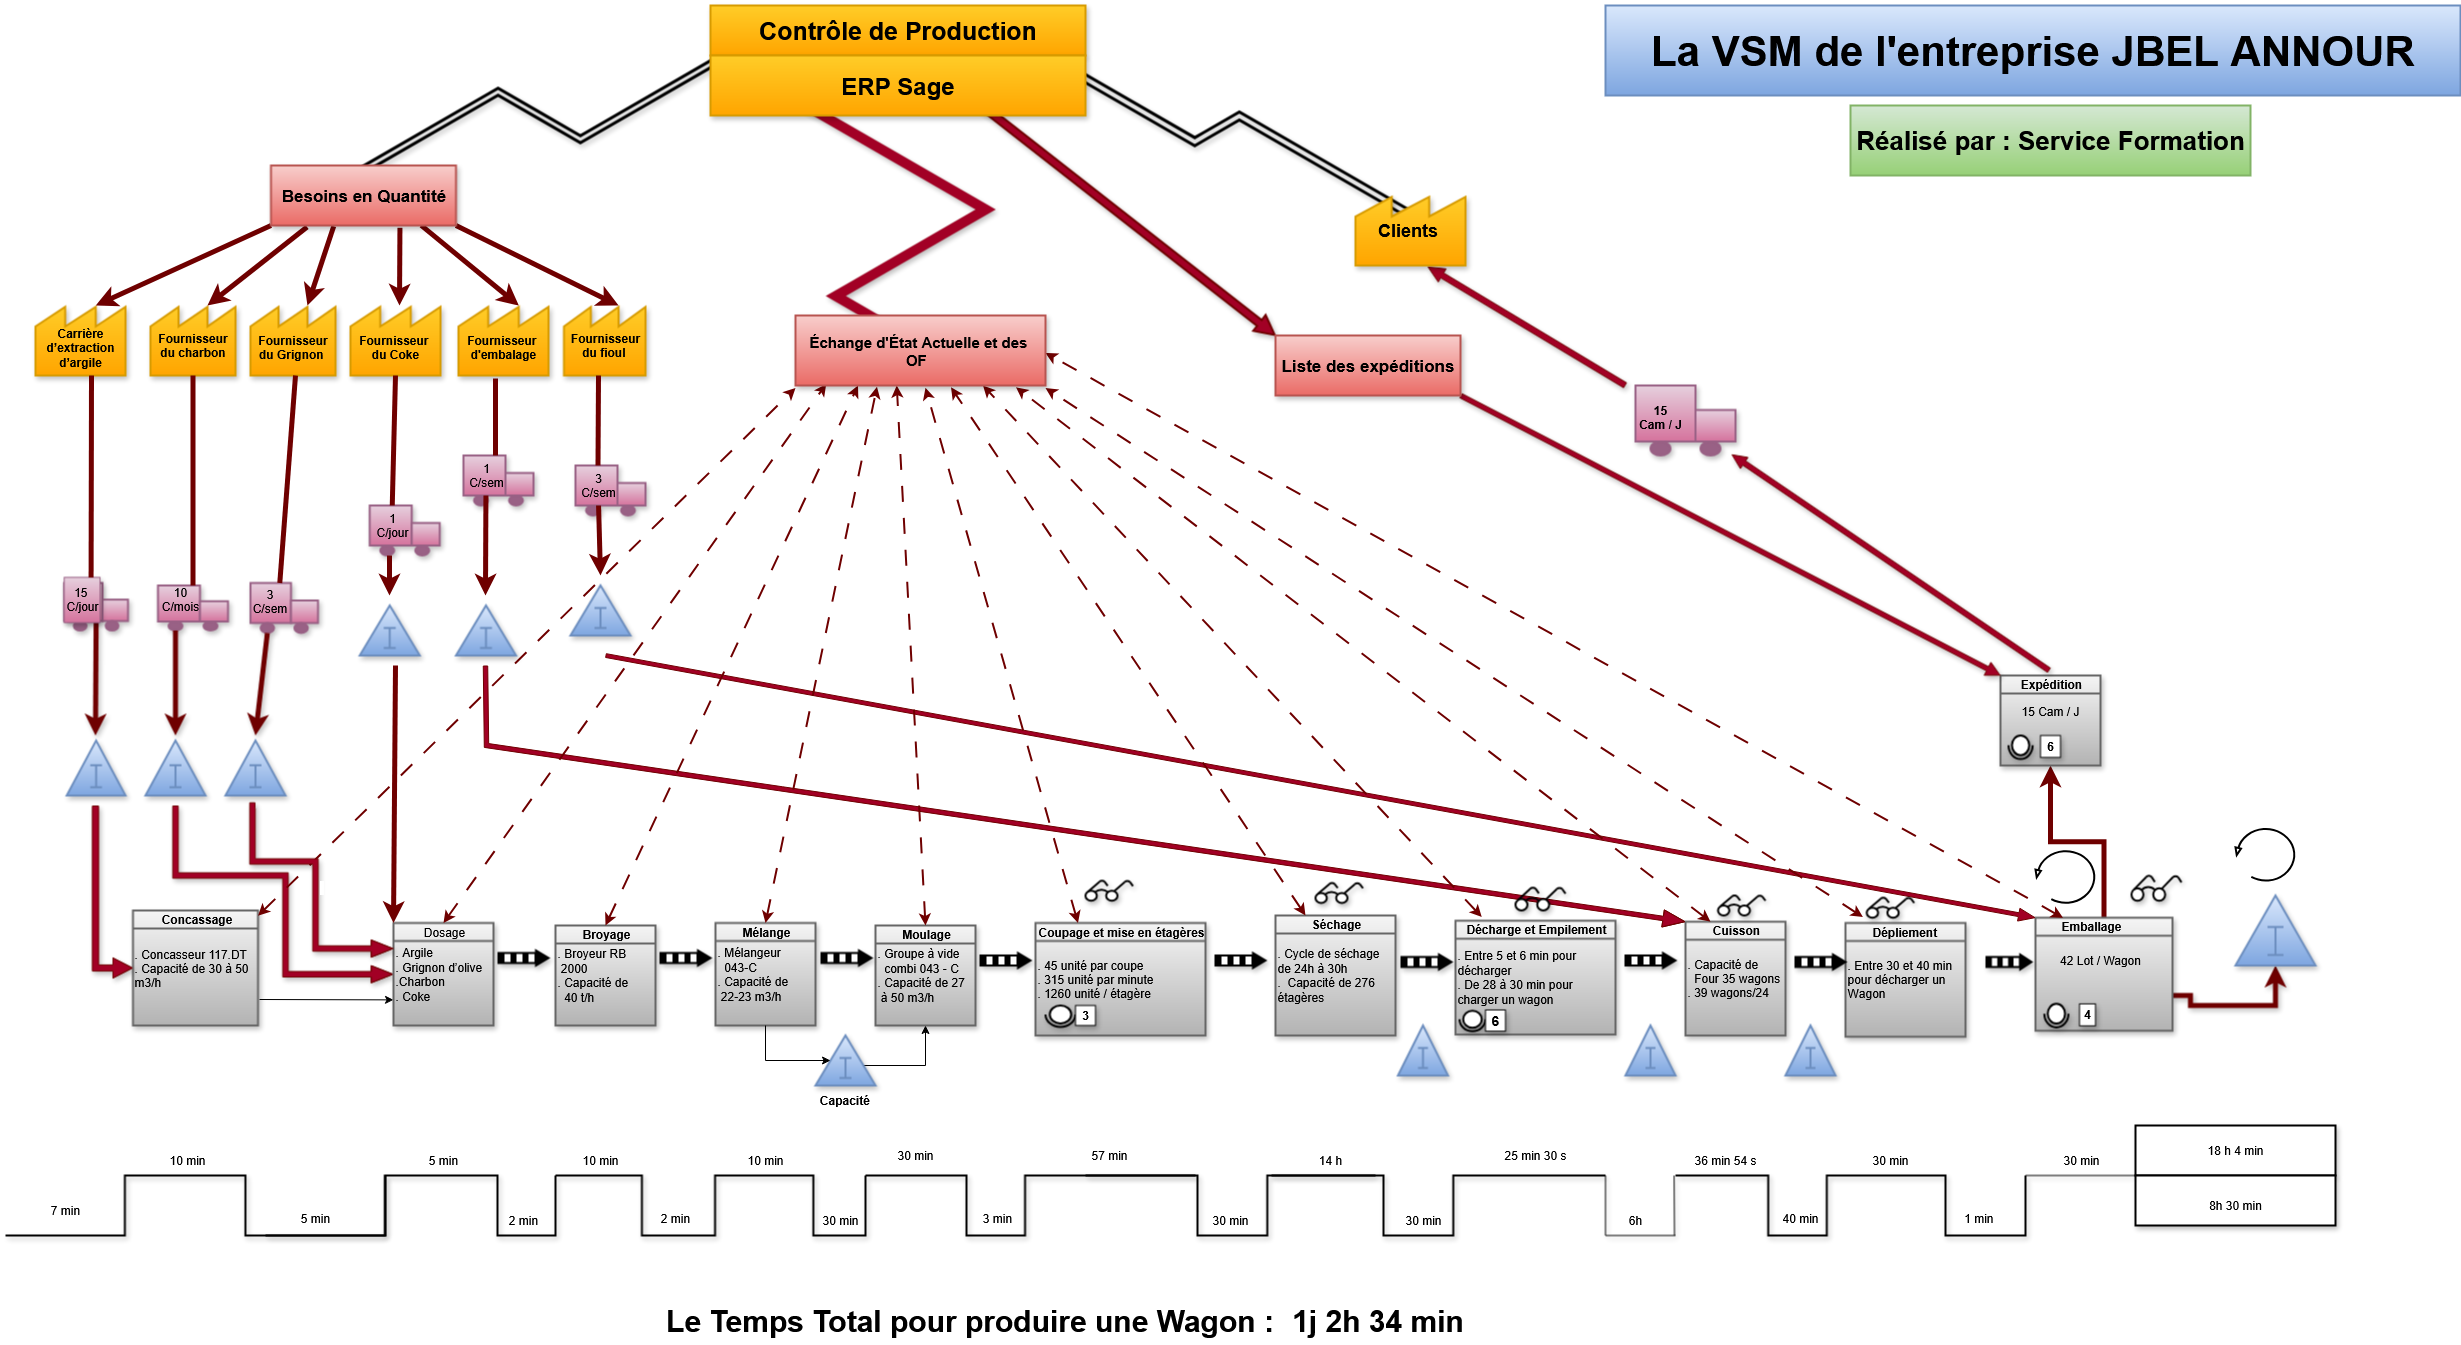 Contrôle de Production
ERP Sage
La VSM de l'entreprise JBEL ANNOUR
Réalisé par : Service Formation
Besoins en Quantité
Clients
Carrière
d'extraction
d'argile
Fournisseur
du charbon
Fournisseur
du Grignon
Fournisseur
du Coke
Fournisseur
d'embalage
Fournisseur
du fioul
Échange d'État Actuelle et des
OF
Liste des expéditions
15
Cam / J
1
C/sem
3
C/sem
1
C/jour
15
C/jour
10
C/mois
3
C/sem
I
I
I
I
I
I
Expédition
15 Cam / J
6
Concassage
. Concasseur 117.DT
. Capacité de 30 à 50
m3/h
Dosage
. Argile
. Grignon d'olive
.Charbon
. Coke
Broyage
. Broyeur RB
2000
. Capacité de
40 t/h
Mélange
. Mélangeur
043-C
. Capacité de
22-23 m3/h
Moulage
. Groupe à vide
combi 043 - C
. Capacité de 27
à 50 m3/h
Coupage et mise en étagères
. 45 unité par coupe
. 315 unité par minute
. 1260 unité / étagère
3
Séchage
. Cycle de séchage
de 24h à 30h
. Capacité de 276
étagères
Décharge et Empilement
. Entre 5 et 6 min pour
décharger
. De 28 à 30 min pour
charger un wagon
6
Cuisson
. Capacité de
Four 35 wagons
. 39 wagons/24
Dépliement
. Entre 30 et 40 min
pour décharger un
Wagon
Emballage
42 Lot / Wagon
4
I
I
Capacité
I
I
I
7 min
10 min
5 min
5 min
2 min
10 min
2 min
10 min
30 min
30 min
3 min
57 min
30 min
14 h
30 min
25 min 30 s
6h
36 min 54 s
40 min
30 min
1 min
30 min
18 h 4 min
8h 30 min
Le Temps Total pour produire une Wagon : 1j 2h 34 min